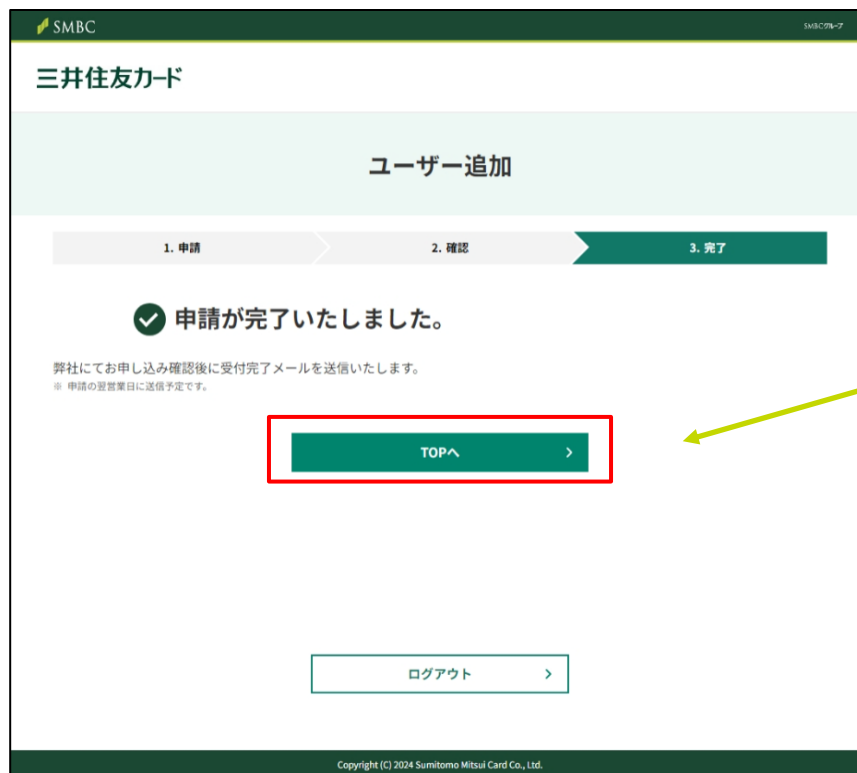 SMBC
SMBCグループ
三井住友カード
ユーザー追加
1. 申請
2. 確認
3. 完了
申請が完了いたしました。
弊社にてお申し込み確認後に受付完了メールを送信いたします。
※ 申請の翌営業日に送信予定です。
TOPへ
ログアウト
Copyright (C) 2024 Sumitomo Mitsui Card Co., Ltd.